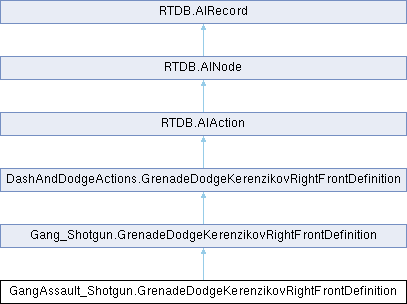 RTDB.AIRecord
RTDB.AINode
RTDB.AIAction
DashAndDodgeActions.GrenadeDodgeKerenzikovRightFrontDefinition
Gang_Shotgun.GrenadeDodgeKerenzikovRightFrontDefinition
GangAssault_Shotgun.GrenadeDodgeKerenzikovRightFrontDefinition